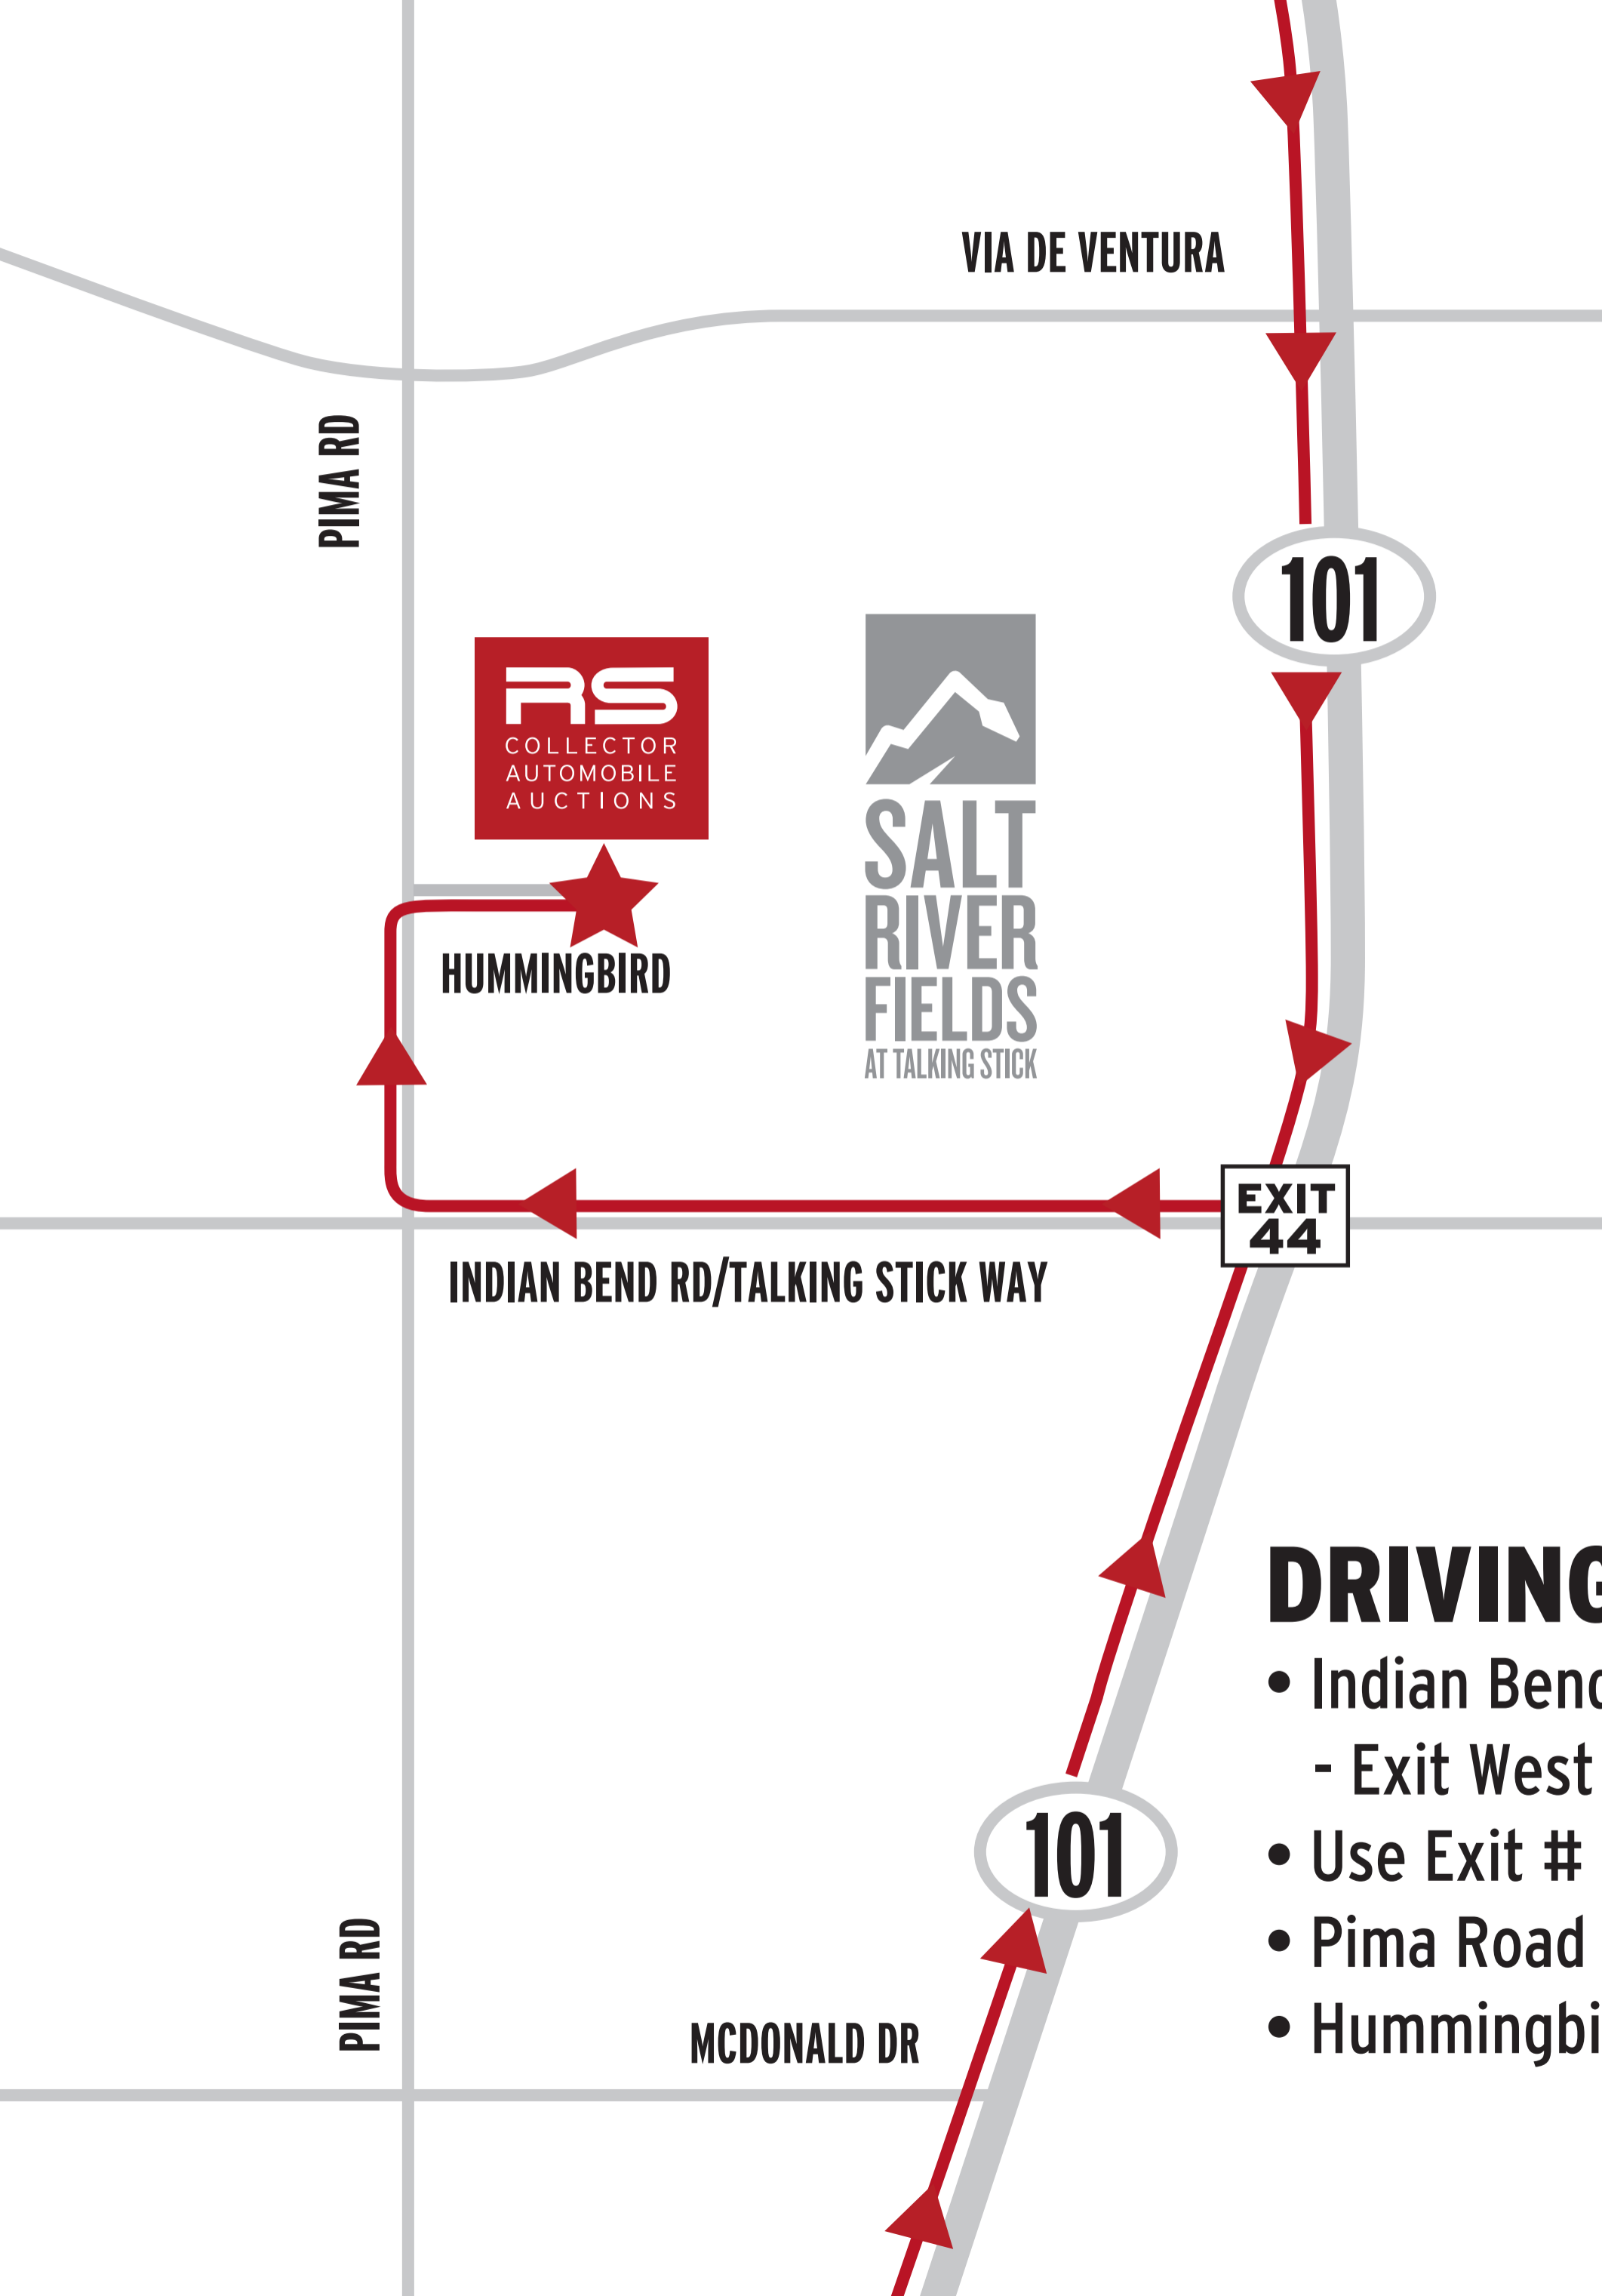 VIA DE VENTURA
PIMA RD
101
RS
COLLECTOR
AUTOMOBILE
AUCTIONS
SALT
RIVER
FIELDS
AT TALKING STICK
HUMMINGBIRD
EXIT
44
INDIAN BEND RD/TALKING STICK WAY
DRIVING
• Indian Bend
- Exit West
• Use Exit #
• Pima Road
• Hummingbi
101
PIMA RD
MCDONALD DR